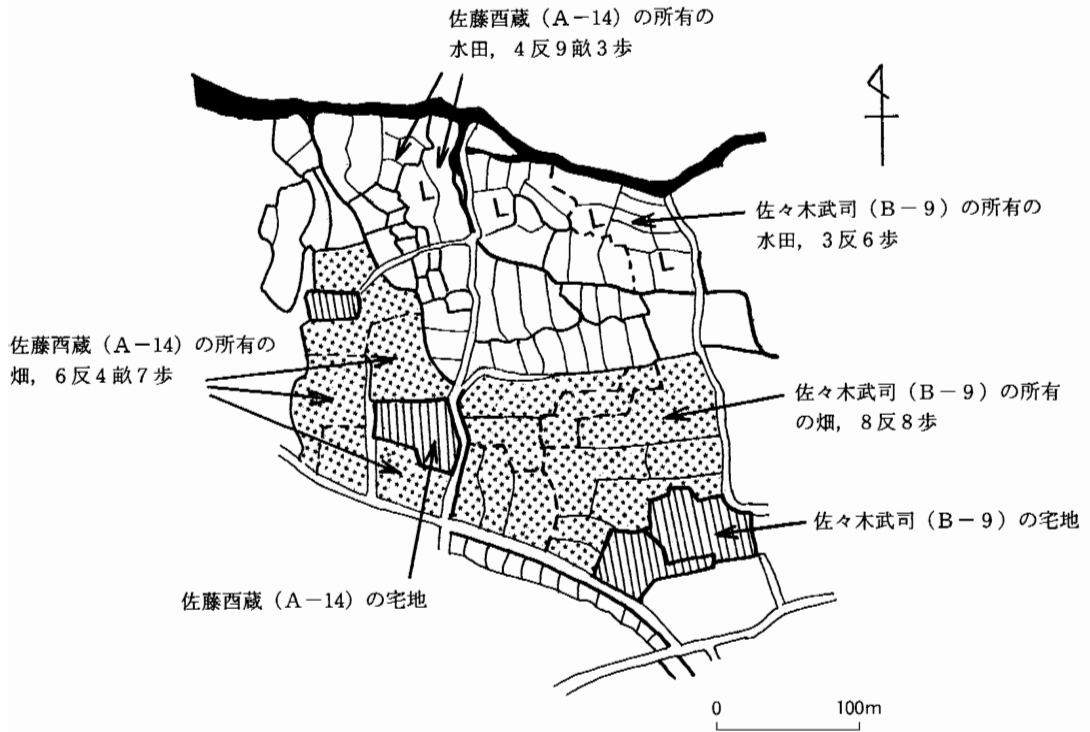 佐藤酉蔵（A－14）の所有の
水田，4反9畝3歩
佐々木武司（B－9）の所有の
水田，3反6歩
L
L
L
L
佐藤酉蔵（A－14）の所有の
畑，6反4畝7歩
佐々木武司（B－9）の所有
の畑，8反8歩
佐々木武司（B－9）の宅地
佐藤酉蔵（A－14）の宅地
0 100m